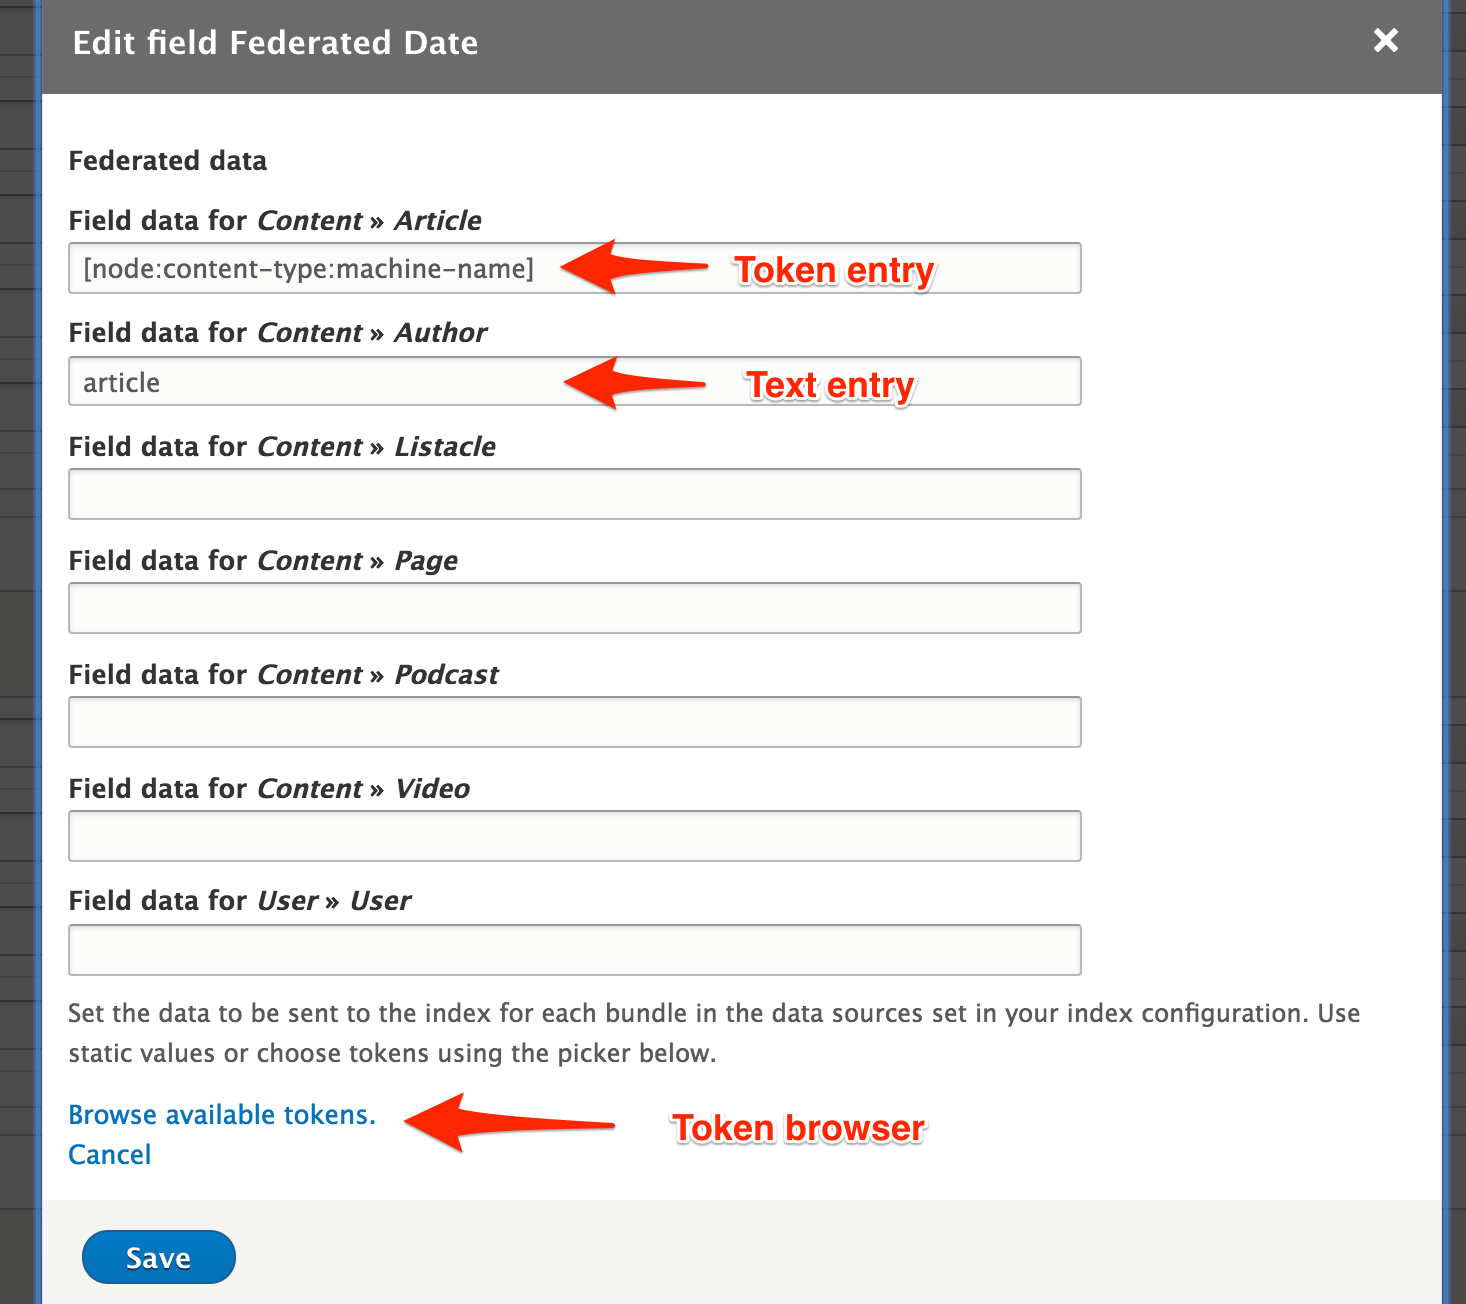 Edit field Federated Date
Federated data
Field data for Content » Article
[node:content-type:machine-name]
Token entry
Field data for Content » Author
article
Text entry
Field data for Content » Listacle
Field data for Content » Page
Field data for Content » Podcast
Field data for Content » Video
Field data for User » User
Set the data to be sent to the index for each bundle in the data sources set in your index configuration. Use
static values or choose tokens using the picker below.
Browse available tokens.
Token browser
Cancel
Save